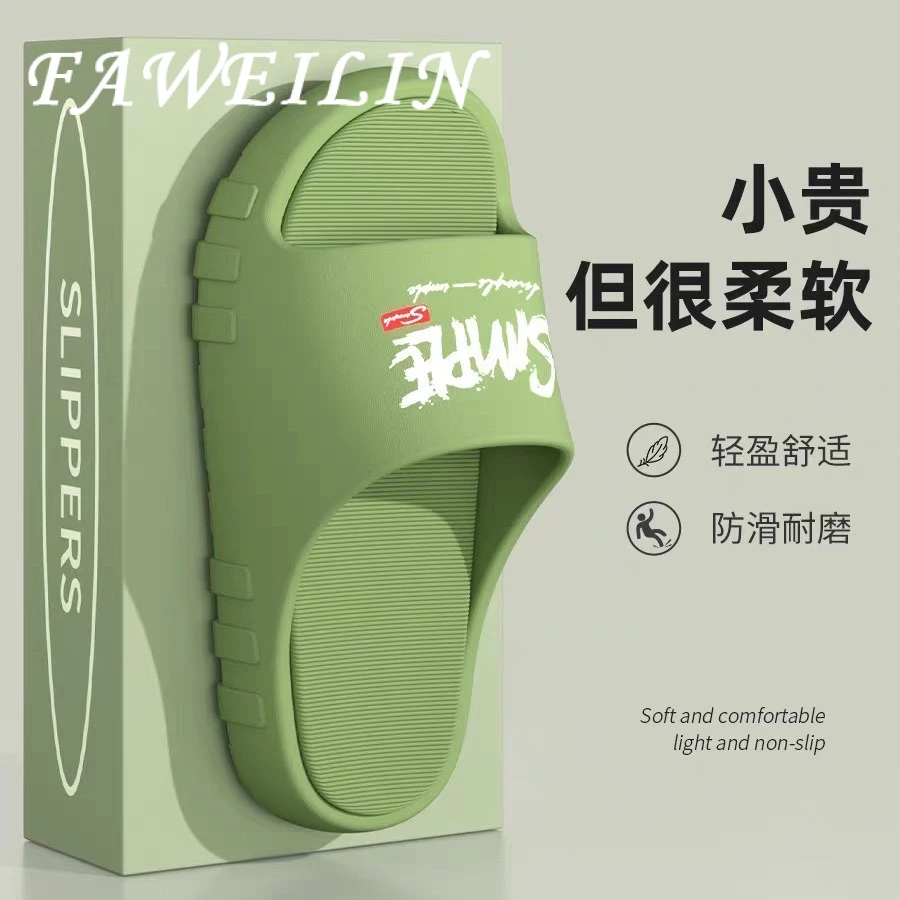 FAWEILIN
SLIPPERS
小贵
但很柔软
轻盈舒适
防滑耐磨
Soft and comfortable
light and non-slip
SIMPLE
Simple